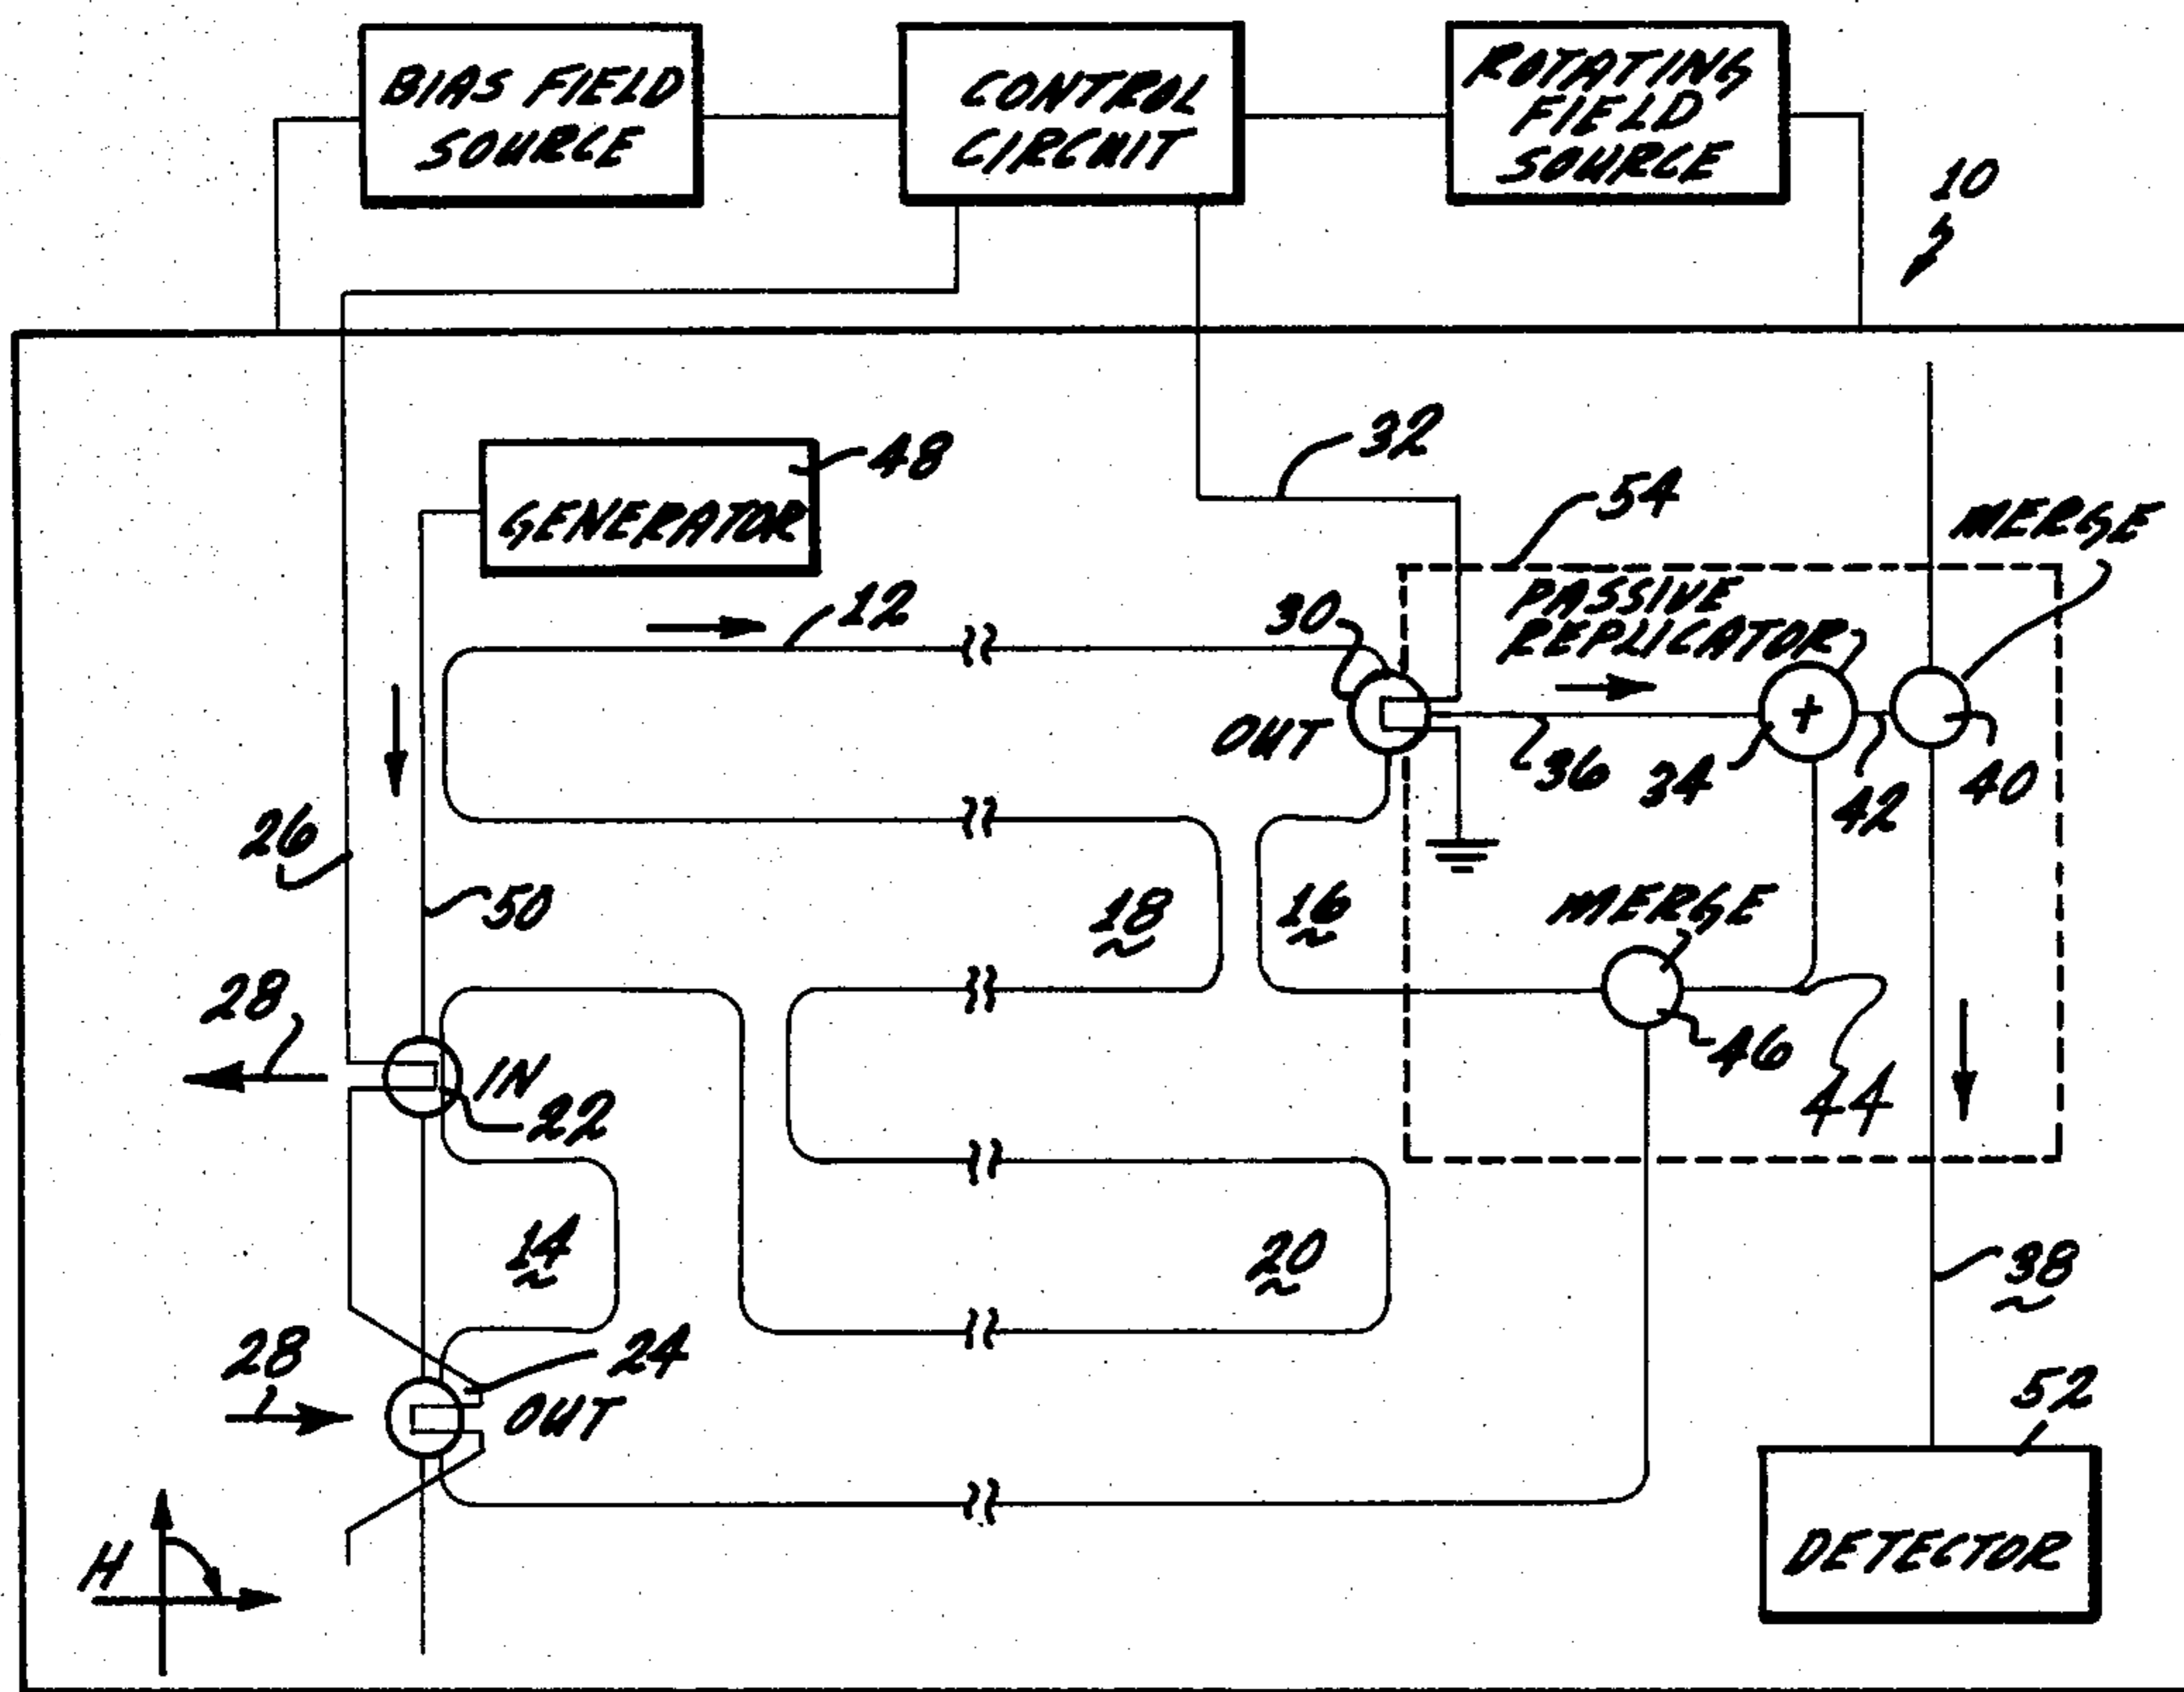 BIAS FIELD
SOURCE
CONTROL
CIRCUIT
ROTATING
FIELD
SOURCE
10
32
48
GENERATOR
54
MERGE
12
30
PASSIVE
REPLICATOR
OUT
36
34
42
40
26
50
18
16
MERGE
28
IN
22
46
44
14
20
38
28
24
OUT
52
H
DETECTOR